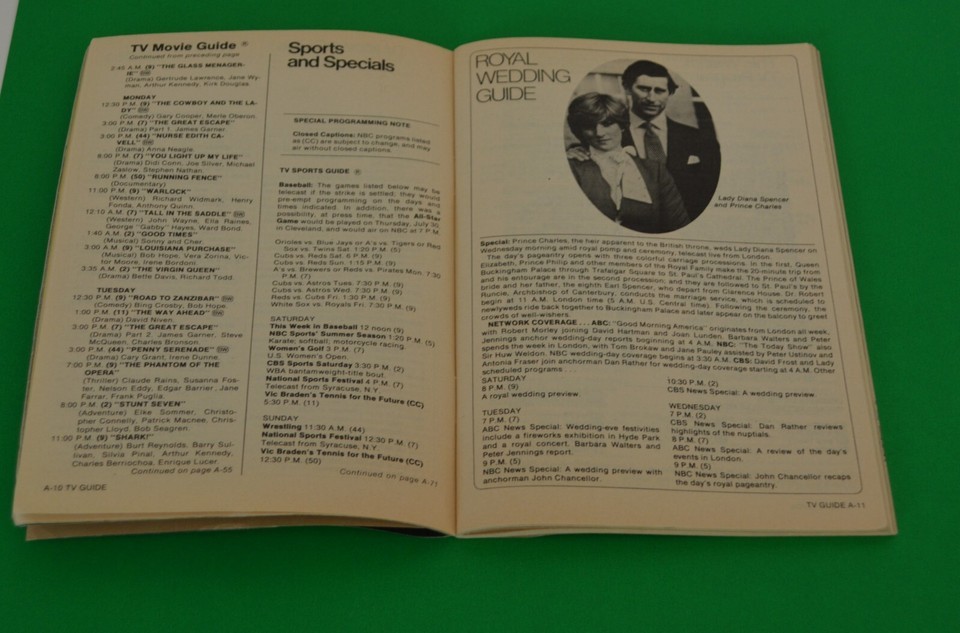 TV Movie Guide ®
Continued from preceding page
2:45 A.M. (9) "THE GLASS MENAGER-
IE" BW
(Drama) Gertrude Lawrence, Jane Wy-
man, Arthur Kennedy, Kirk Douglas.
MONDAY
12:30 P.M. (9) "THE COWBOY AND THE LA-
DY" BW
(Comedy) Gary Cooper, Merle Oberon.
3:00 P.M. (7) "THE GREAT ESCAPE"
(Drama) Part 1. James Garner.
3:00 P.M. (44) "NURSE EDITH CA-
VELL" BW
(Drama) Anna Neagle.
8:00 P.M. (7) "YOU LIGHT UP MY LIFE"
(Drama) Didi Conn, Joe Silver, Michael
Zaslow, Stephen Nathan.
8:00 P.M. (50) "RUNNING FENCE"
(Documentary)
11:00 P.M. (9) "WARLOCK"
(Western) Richard Widmark, Henry
Fonda, Anthony Quinn.
12:10 A.M. (7) "TALL IN THE SADDLE" BW
(Western) John Wayne, Ella Raines,
George "Gabby" Hayes, Ward Bond.
1:40 A.M. (2) "GOOD TIMES"
(Musical) Sonny and Cher.
3:00 A.M. (9) "LOUISIANA PURCHASE"
(Musical) Bob Hope, Vera Zorina, Vic-
tor Moore, Irene Bordoni.
3:35 A.M. (2) "THE VIRGIN QUEEN"
(Drama) Bette Davis, Richard Todd.
TUESDAY
12:30 P.M. (9) "ROAD TO ZANZIBAR" BW
(Comedy) Bing Crosby, Bob Hope.
1:00 P.M. (11) "THE WAY AHEAD" BW
(Drama) David Niven.
3:00 P.M. (7) "THE GREAT ESCAPE"
(Drama) Part 2. James Garner, Steve
McQueen, Charles Bronson.
3:00 P.M. (44) "PENNY SERENADE" BW
(Drama) Cary Grant, Irene Dunne.
7:00 P.M. (9) "THE PHANTOM OF THE
OPERA"
(Thriller) Claude Rains, Susanna Fos-
ter, Nelson Eddy, Edgar Barrier, Jane
Farrar, Frank Puglia.
8:00 P.M. (2) "STUNT SEVEN"
(Adventure) Elke Sommer, Christo-
pher Connelly, Patrick Macnee, Chris-
topher Lloyd, Bob Seagren.
11:00 P.M. (9) "SHARK!"
(Adventure) Burt Reynolds, Barry Sul-
livan, Silvia Pinal, Arthur Kennedy,
Charles Berriochoa, Enrique Lucer.
Continued on page A-55
A-10 TV GUIDE
Sports
and Specials
SPECIAL PROGRAMMING NOTE
Closed Captions: NBC programs listed
as (CC) are subject to change, and may
air without closed captions.
TV SPORTS GUIDE ®
Baseball: The games listed below may be
telecast if the strike is settled; they would
pre-empt programming on the days and
times indicated. In addition, there was a
possibility, at press time, that the All-Star
Game would be played on Thursday, July 30,
in Cleveland, and would air on NBC at 7 P.M.
Orioles vs. Blue Jays or A's vs. Tigers or Red
Sox vs. Twins Sat. 1:20 P.M. (5)
Cubs vs. Reds Sat. 6 P.M. (9)
Cubs vs. Reds Sun. 1:15 P.M. (9)
A's vs. Brewers or Reds vs. Pirates Mon. 7:30
P.M. (7)
Cubs vs. Astros Tues. 7:30 P.M. (9)
Cubs vs. Astros Wed. 7:30 P.M. (9)
Reds vs. Cubs Fri. 1:30 P.M. (9)
White Sox vs. Royals Fri. 7:30 P.M. (9)
SATURDAY
This Week in Baseball 12 noon (9)
NBC Sports' Summer Season 1:20 P.M. (5)
Karate; softball; motorcycle racing.
Women's Golf 3 P.M. (7)
U.S. Women's Open.
CBS Sports Saturday 3:30 P.M. (2)
WBA bantamweight-title bout.
National Sports Festival 4 P.M. (7)
Telecast from Syracuse, N.Y.
Vic Braden's Tennis for the Future (CC)
5:30 P.M. (11)
SUNDAY
Wrestling 11:30 A.M. (44)
National Sports Festival 12:30 P.M. (7)
Telecast from Syracuse, N.Y.
Vic Braden's Tennis for the Future (CC)
12:30 P.M. (50)
Continued on page A-71
ROYAL
WEDDING
GUIDE
Lady Diana Spencer
and Prince Charles
Special: Prince Charles, the heir apparent to the British throne, weds Lady Diana Spencer on
Wednesday morning amid royal pomp and ceremony, telecast live from London.
The day's pageantry opens with three colorful carriage processions. In the first, Queen
Elizabeth, Prince Philip and other members of the Royal Family make the 20-minute trip from
Buckingham Palace through Trafalgar Square to St. Paul's Cathedral. The Prince of Wales
and his entourage are in the second procession; and they are followed to St. Paul's by the
pride and her father, the eighth Earl Spencer, who depart from Clarence House. Dr. Robert
Runcie, Archbishop of Canterbury, conducts the marriage service, which is scheduled to
begin at 11 A.M. London time (5 A.M. U.S. Central time). Following the ceremony, the
newlyweds ride back together to Buckingham Palace and later appear on the balcony to greet
crowds of well-wishers.
NETWORK COVERAGE . . . ABC: "Good Morning America" originates from London all week,
with Robert Morley joining David Hartman and Joan Lunden. Barbara Walters and Peter
Jennings anchor wedding-day reports beginning at 4 A.M. NBC: "The Today Show" also
spends the week in London, with Tom Brokaw and Jane Pauley assisted by Peter Ustinov and
Sir Huw Weldon. NBC wedding-day coverage begins at 3:30 A.M. CBS: David Frost and Lady
Antonia Fraser join anchorman Dan Rather for wedding-day coverage starting at 4 A.M. Other
scheduled programs . . .
SATURDAY
8 P.M. (9)
A royal wedding preview.
TUESDAY
7 P.M. (7)
ABC News Special: Wedding-eve festivities
include a fireworks exhibition in Hyde Park
and a royal concert. Barbara Walters and
Peter Jennings report.
9 P.M. (5)
NBC News Special: A wedding preview with
anchorman John Chancellor.
10:30 P.M. (2)
CBS News Special: A wedding preview.
WEDNESDAY
7 P.M. (2)
CBS News Special: Dan Rather reviews
highlights of the nuptials.
8 P.M. (7)
ABC News Special: A review of the day's
events in London.
9 P.M. (5)
NBC News Special: John Chancellor recaps
the day's royal pageantry.
TV GUIDE A-11